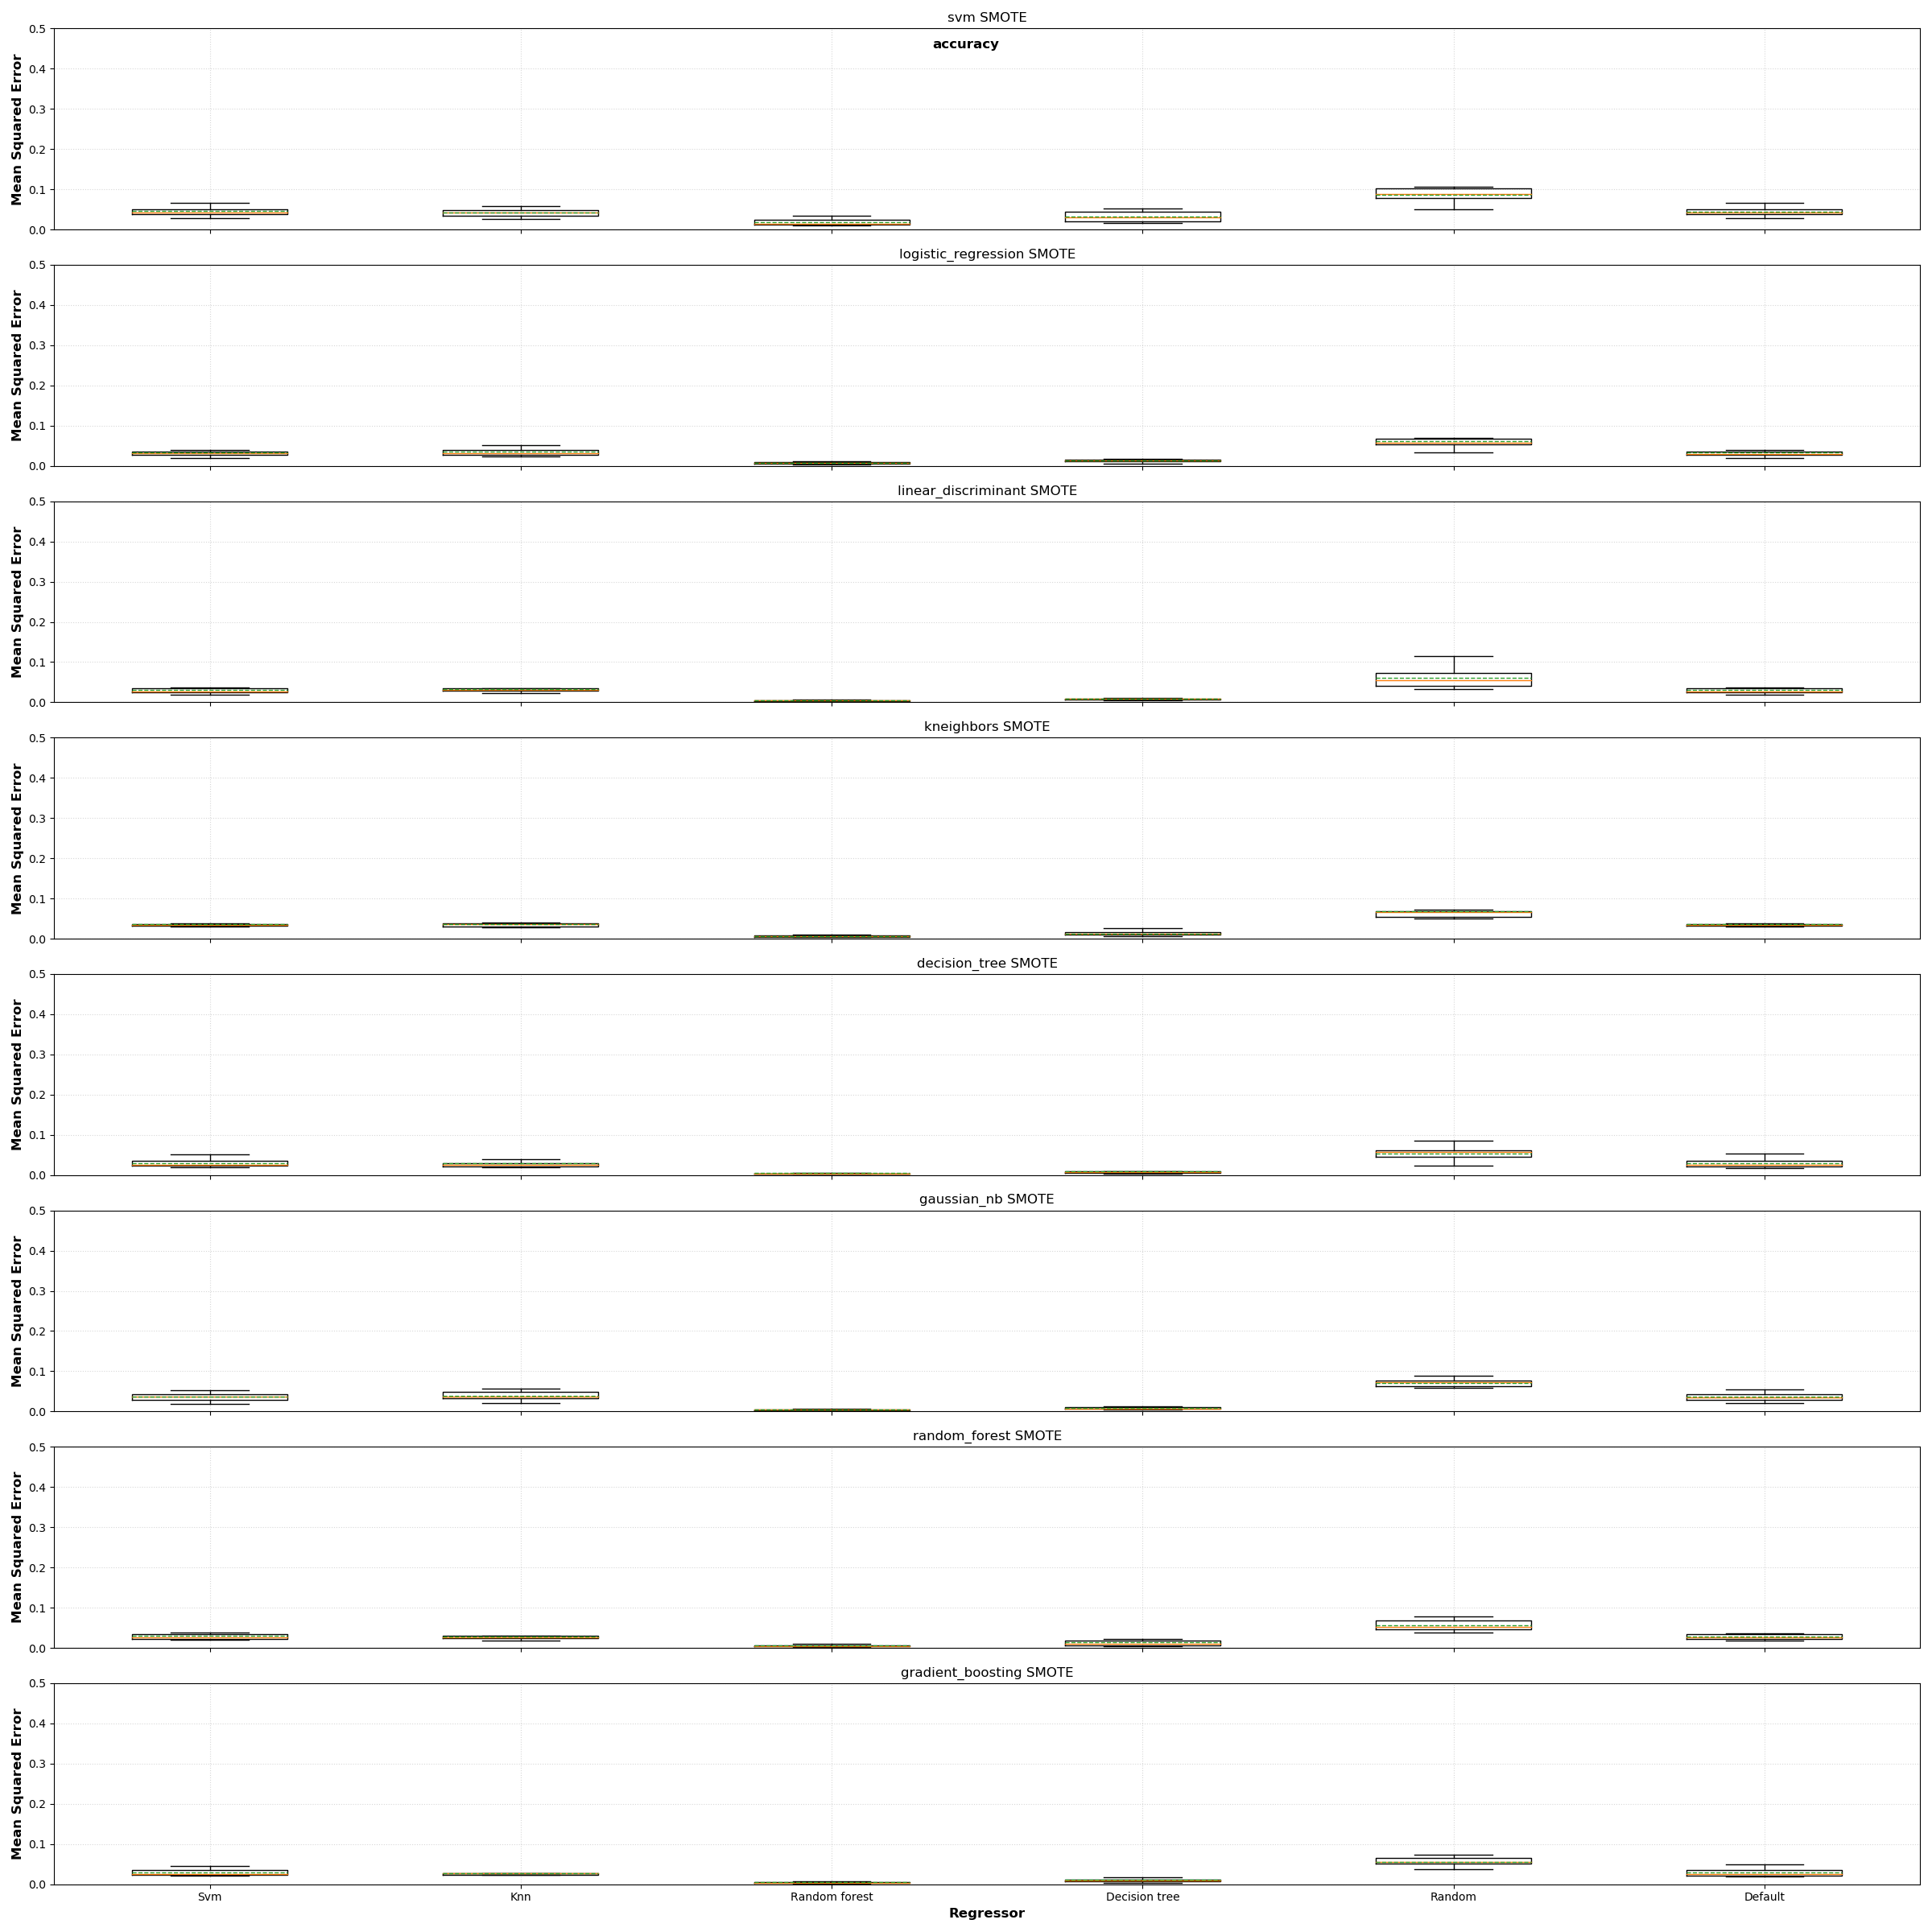 svm SMOTE
accuracy
Mean Squared Error
0.5
0.4
0.3
0.2
0.1
0.0
logistic_regression SMOTE
Mean Squared Error
0.5
0.4
0.3
0.2
0.1
0.0
linear_discriminant SMOTE
Mean Squared Error
0.5
0.4
0.3
0.2
0.1
0.0
kneighbors SMOTE
Mean Squared Error
0.5
0.4
0.3
0.2
0.1
0.0
decision_tree SMOTE
Mean Squared Error
0.5
0.4
0.3
0.2
0.1
0.0
gaussian_nb SMOTE
Mean Squared Error
0.5
0.4
0.3
0.2
0.1
0.0
random_forest SMOTE
Mean Squared Error
0.5
0.4
0.3
0.2
0.1
0.0
gradient_boosting SMOTE
Mean Squared Error
0.5
0.4
0.3
0.2
0.1
0.0
Svm Knn Random forest Decision tree Random Default
Regressor